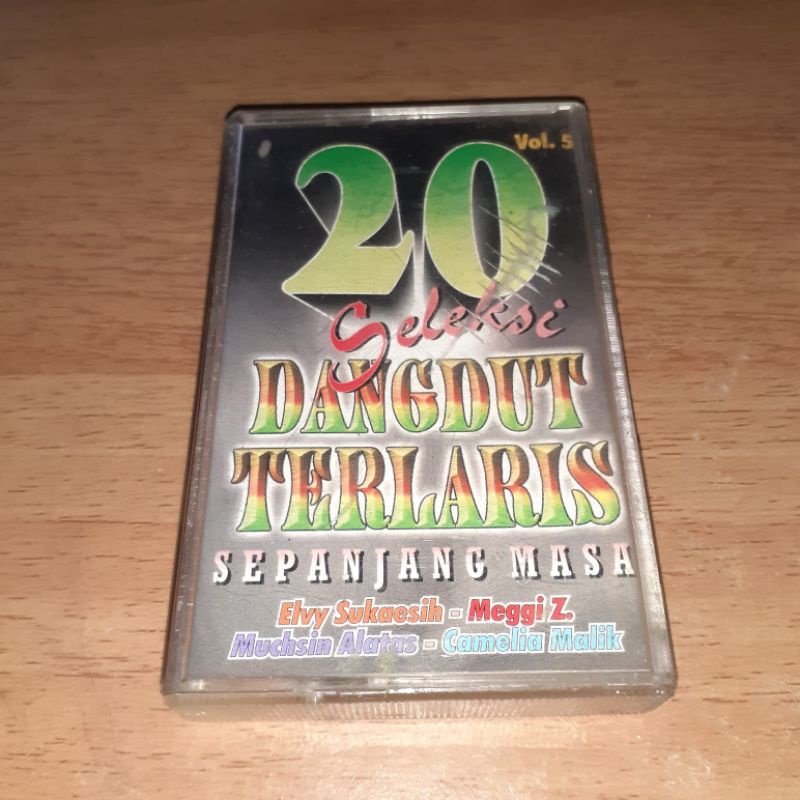 Vol. 5
20
Seleksi
DANGDUT
TERLARIS
SEPANJANG MASA
Elvy Sukaesih - Meggi Z.
Muchsin Alatas - Camelia Malik